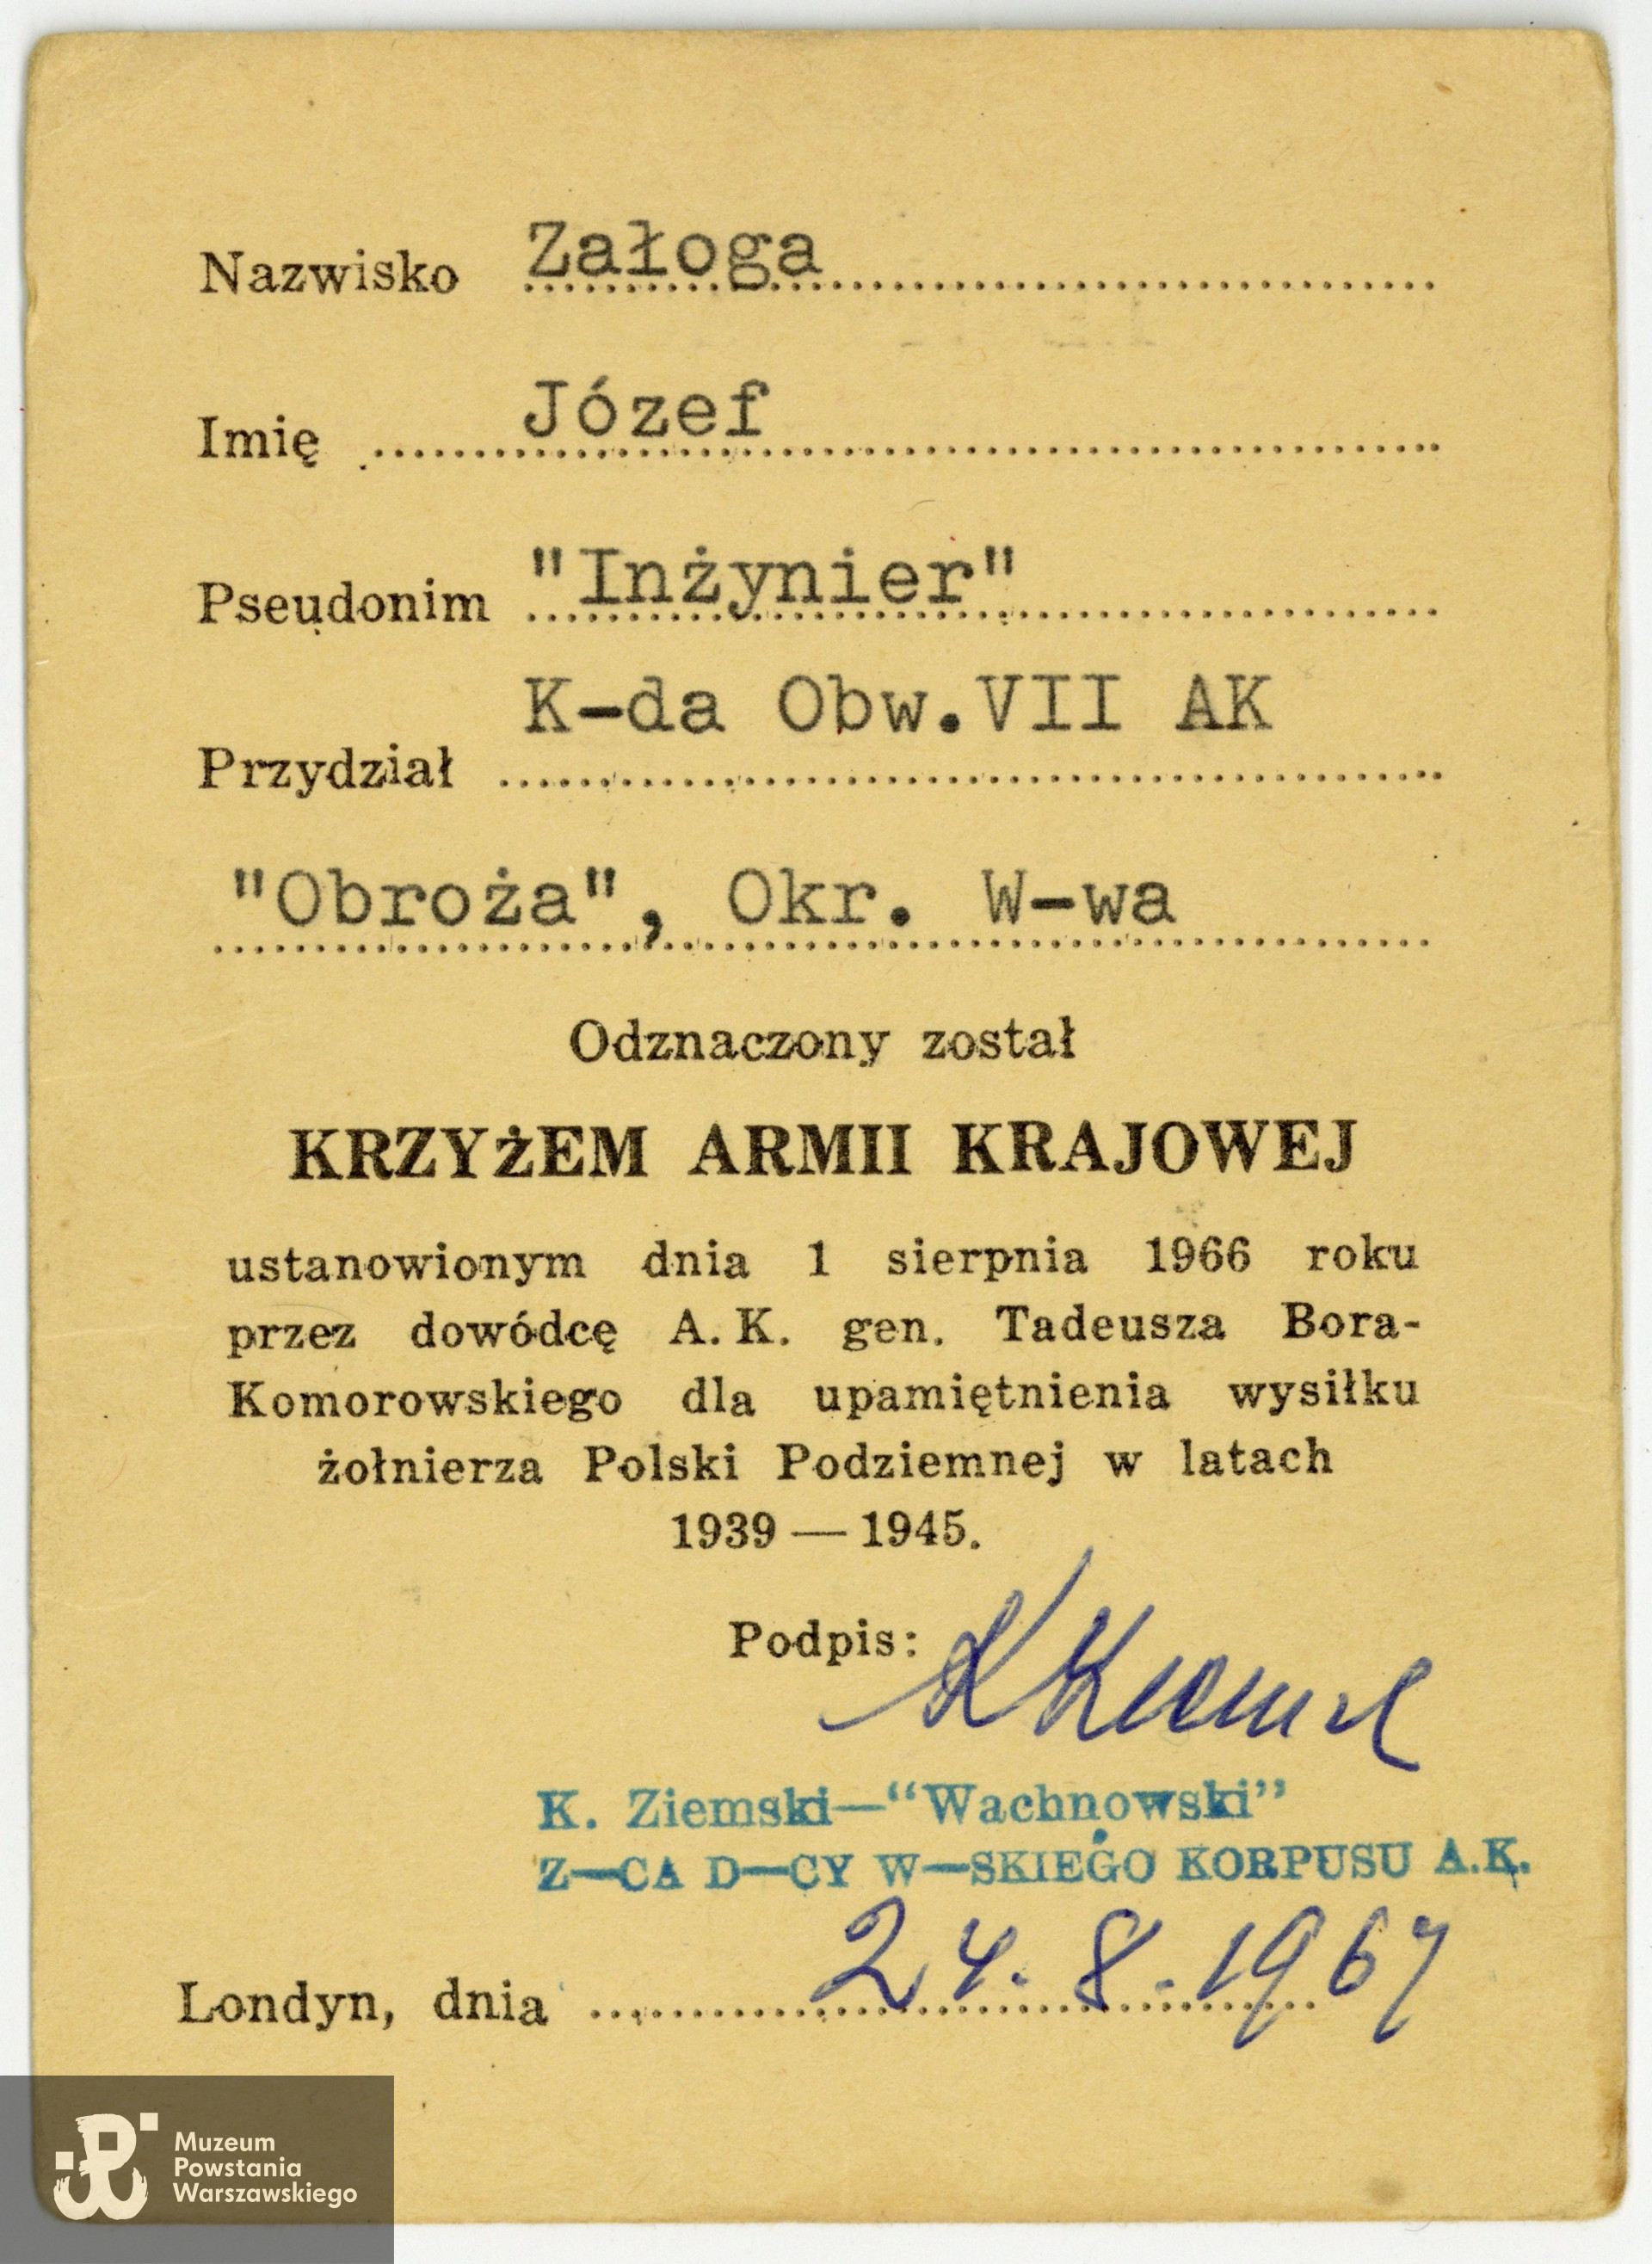 Nazwisko Załoga
Imię Józef
Pseudonim "Inżynier"
Przydział K-da Obw.VII AK
"Obroża", Okr. W-wa
Odznaczony został
KRZYŻEM ARMII KRAJOWEJ
ustanowionym dnia 1 sierpnia 1966 roku
przez dowódcę A. K. gen. Tadeusza Bora-
Komorowskiego dla upamiętnienia wysiłku
żołnierza Polski Podziemnej w latach
1939 — 1945.
Podpis:
K. Ziemski—“Wachnowski”
Z—CA D—CY W—SKIEGO KORPUSU A.K.
Londyn, dnia 24. 8. 1967
Muzeum
Powstania
Warszawskiego